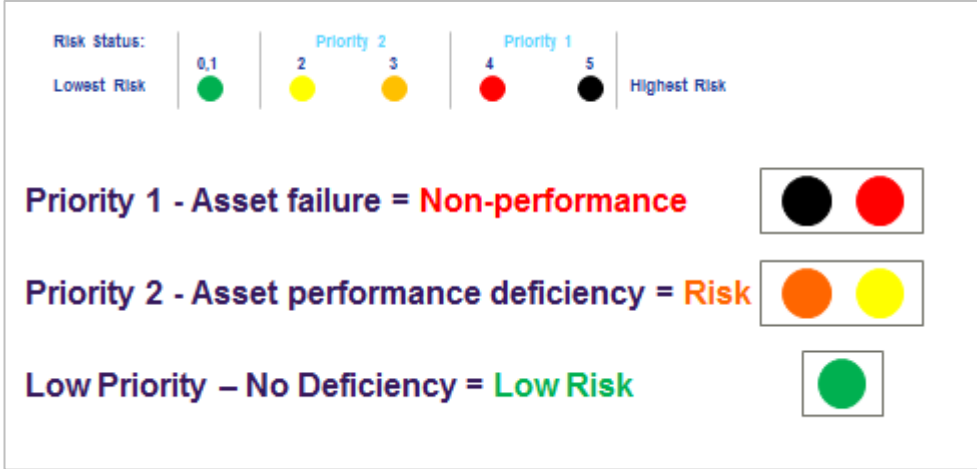 Risk Status: Priority 2 Priority 1
0,1 2 3 4 5
Lowest Risk Highest Risk
Priority 1 - Asset failure = Non-performance
Priority 2 - Asset performance deficiency = Risk
Low Priority – No Deficiency = Low Risk